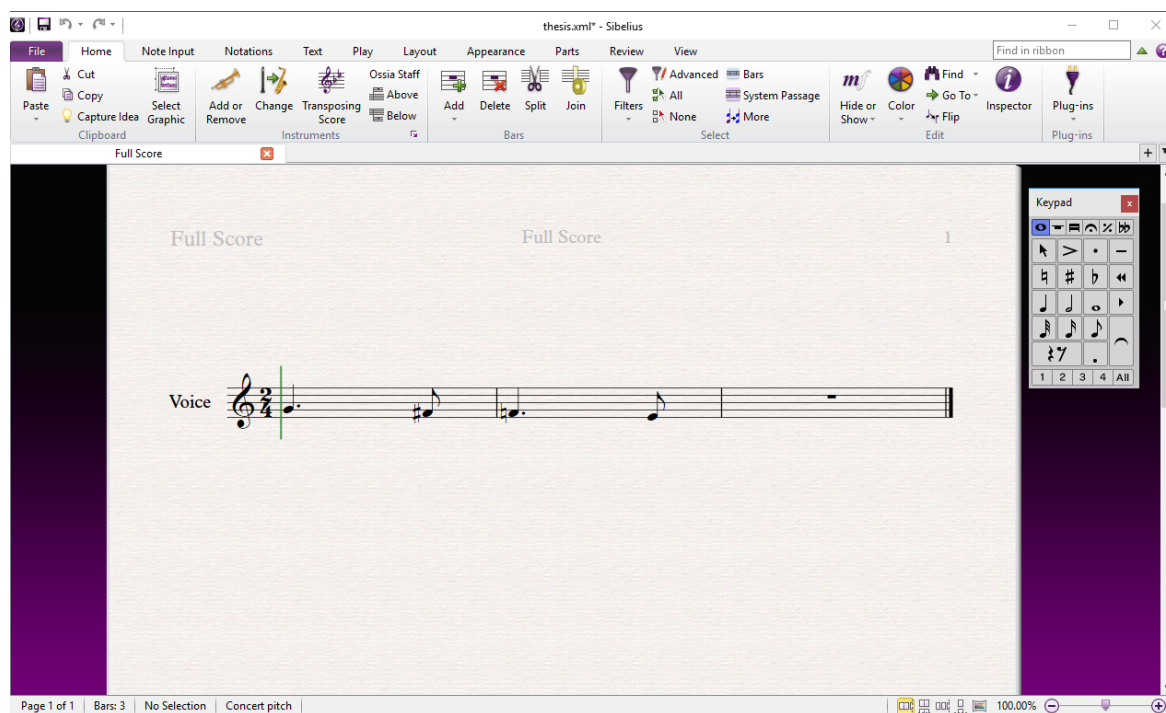 thesis.xml* - Sibelius
File Home Note Input Notations Text Play Layout Appearance Parts Review View Find in ribbon
Paste
Cut
Copy
Capture Idea
Clipboard
Select Graphic
Add or Remove
Change
Transposing Score
Ossia Staff
Above
Below
Instruments
Add
Delete
Split
Join
Bars
Filters
Advanced
All
None
Bars
System Passage
More
Select
Hide or Show
Color
Find
Go To
Flip
Inspector
Edit
Plug-ins
Plug-ins
Full Score
Keypad
Full Score Full Score 1
Voice 2 4
1 2 3 4 All
Page 1 of 1 Bars: 3 No Selection Concert pitch 100.00%